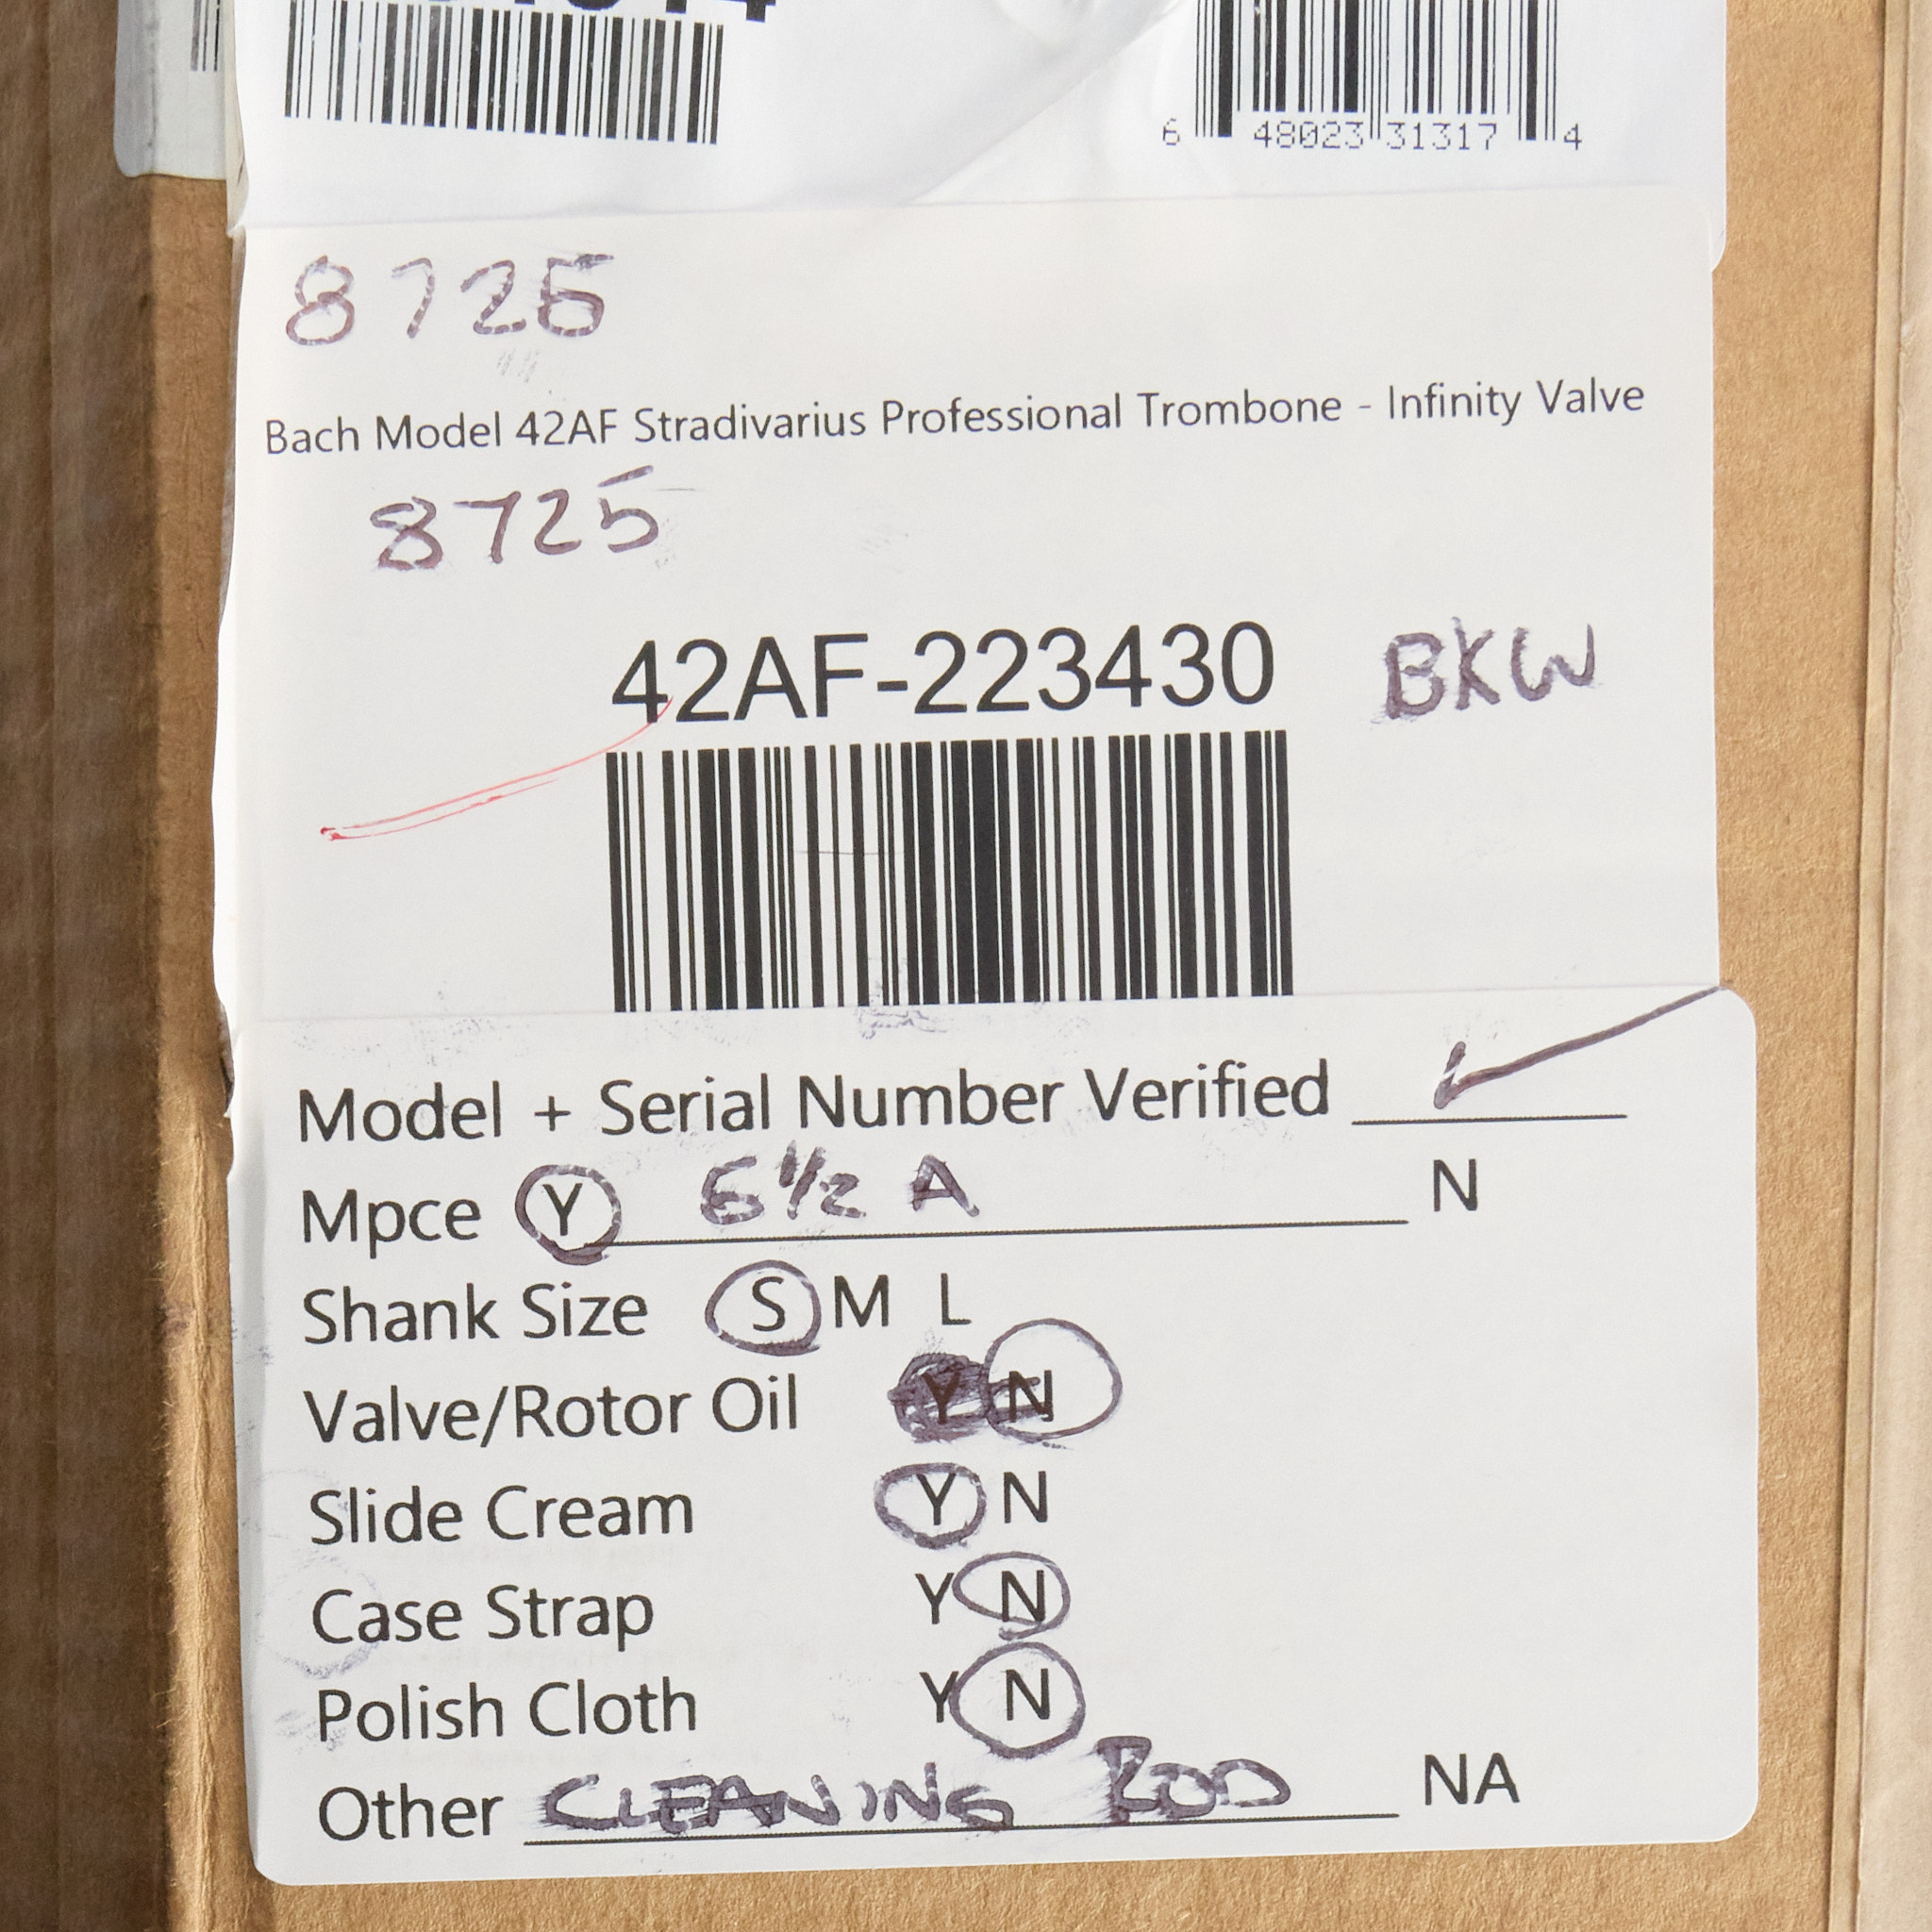 6 48023 31317 4
8725
Bach Model 42AF Stradivarius Professional Trombone - Infinity Valve
8725
42AF-223430 BKW
Model + Serial Number Verified ✓
Mpce Y 6 1/2 A N
Shank Size S M L
Valve/Rotor Oil Y N
Slide Cream Y N
Case Strap Y N
Polish Cloth Y N
Other CLEANING ROD NA